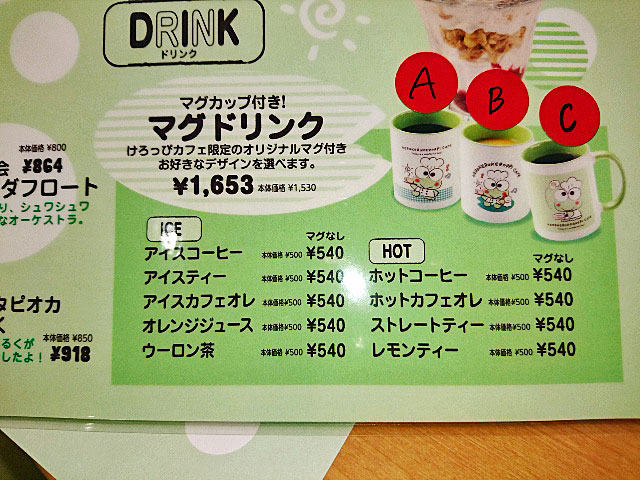 DRINK
ドリンク
マグカップ付き!
マグドリンク
けろっぴカフェ限定のオリジナルマグ付き
お好きなデザインを選べます。
¥1,653 本体価格 ¥1,530
A
B
C
本体価格 ¥800
会 ¥864
ダフロート
り、シュワシュワ
なオーケストラ。
タピオカ
本体価格 ¥850
るくが
したよ! ¥918
ICE
マグなし
アイスコーヒー 本体価格 ¥500 ¥540
アイスティー 本体価格 ¥500 ¥540
アイスカフェオレ 本体価格 ¥500 ¥540
オレンジジュース 本体価格 ¥500 ¥540
ウーロン茶 本体価格 ¥500 ¥540
HOT
マグなし
ホットコーヒー 本体価格 ¥500 ¥540
ホットカフェオレ 本体価格 ¥500 ¥540
ストレートティー 本体価格 ¥500 ¥540
レモンティー 本体価格 ¥500 ¥540